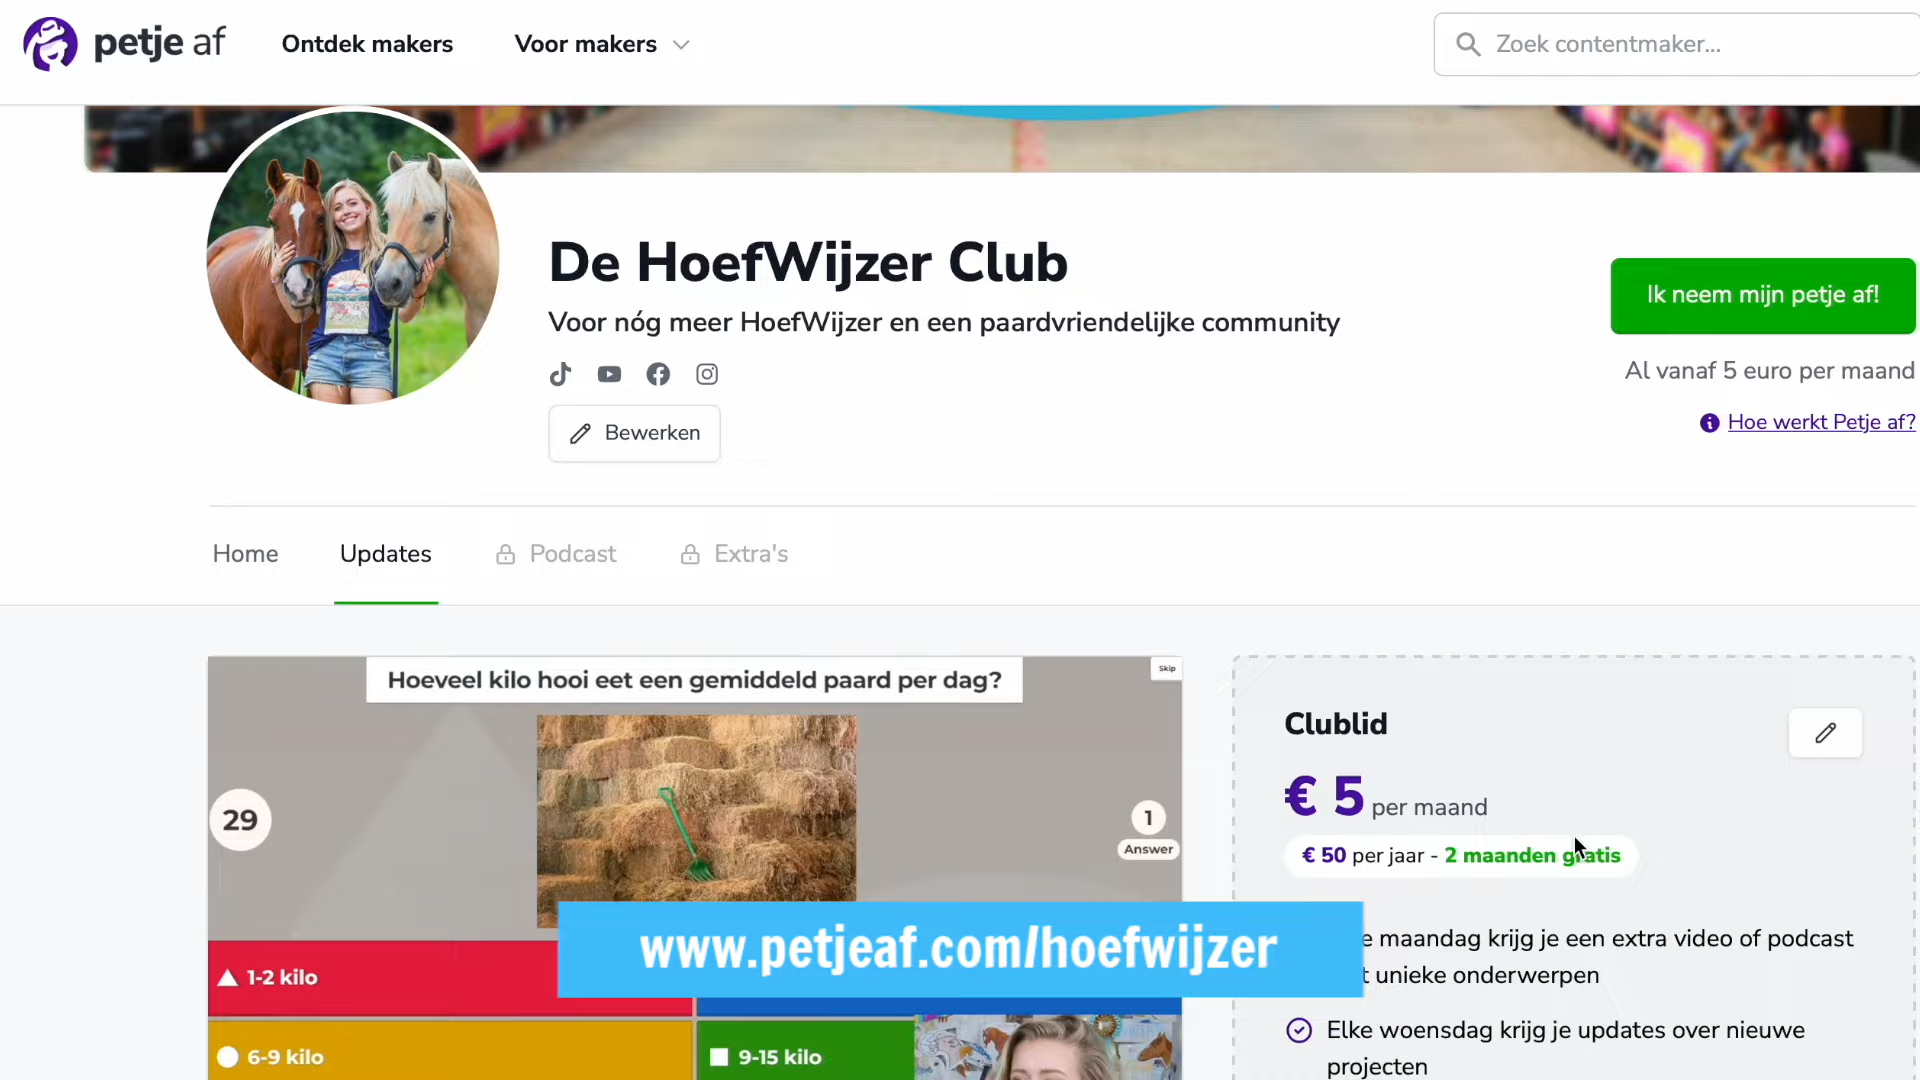 petje af
Ontdek makers
Voor makers
Zoek contentmaker...
De HoefWijzer Club
Voor nóg meer HoefWijzer en een paardvriendelijke community
Ik neem mijn petje af!
Al vanaf 5 euro per maand
Hoe werkt Petje af?
Bewerken
Home
Updates
Podcast
Extra's
Hoeveel kilo hooi eet een gemiddeld paard per dag?
Skip
29
1
Answer
1-2 kilo
6-9 kilo
9-15 kilo
Clublid
€ 5 per maand
€ 50 per jaar - 2 maanden gratis
e maandag krijg je een extra video of podcast
t unieke onderwerpen
Elke woensdag krijg je updates over nieuwe
projecten
www.petjeaf.com/hoefwijzer